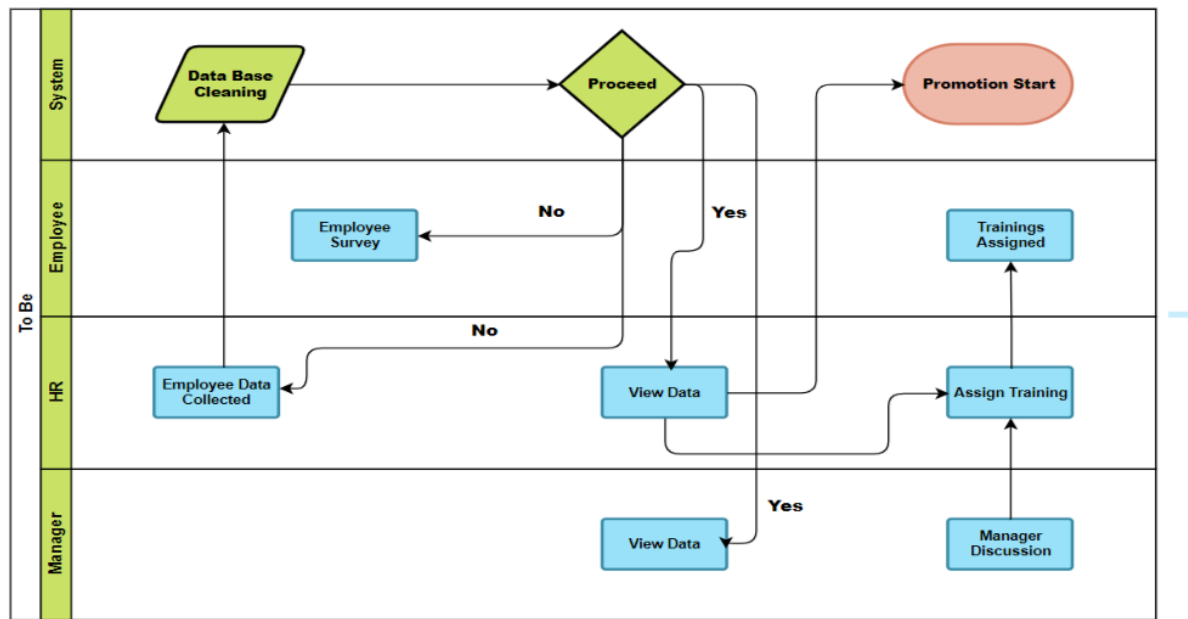 To Be
System
Data Base
Cleaning
Proceed
Promotion Start
Employee
Employee
Survey
No
Yes
Trainings
Assigned
HR
No
Employee Data
Collected
View Data
Assign Training
Manager
Yes
View Data
Manager
Discussion